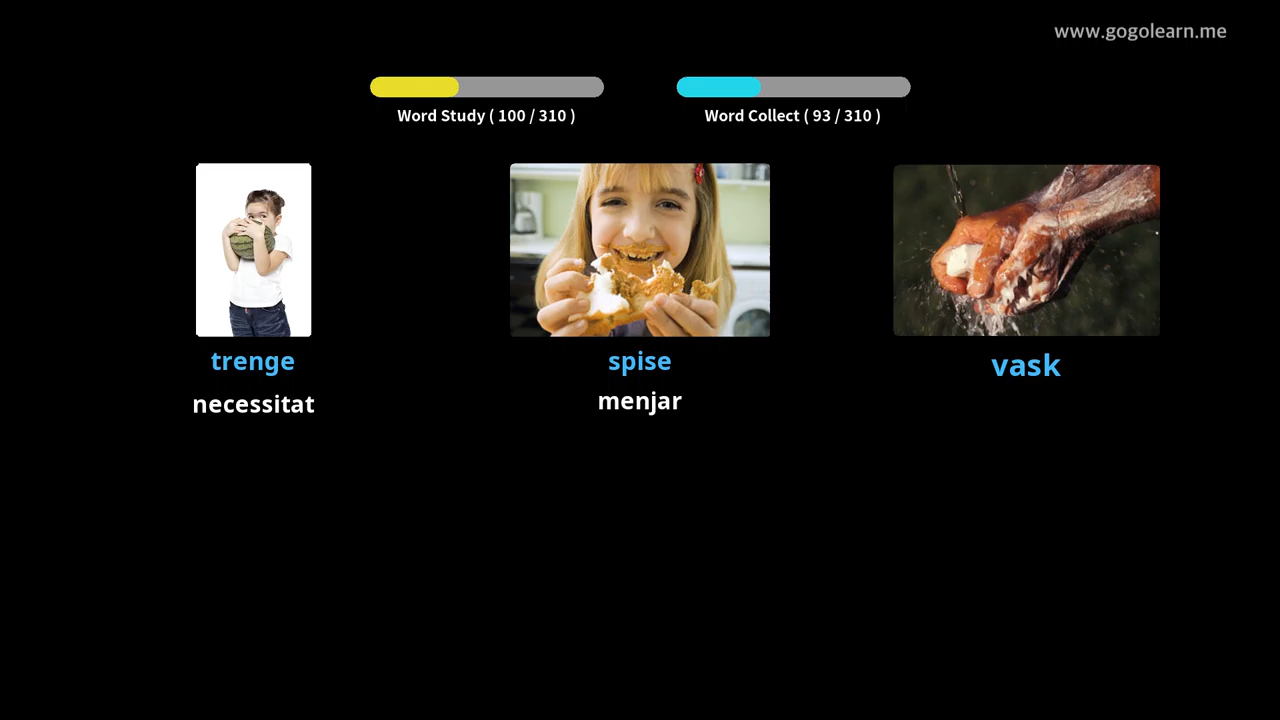 www.gogolearn.me
Word Study ( 100 / 310 )
Word Collect ( 93 / 310 )
trenge
spise
vask
necessitat
menjar